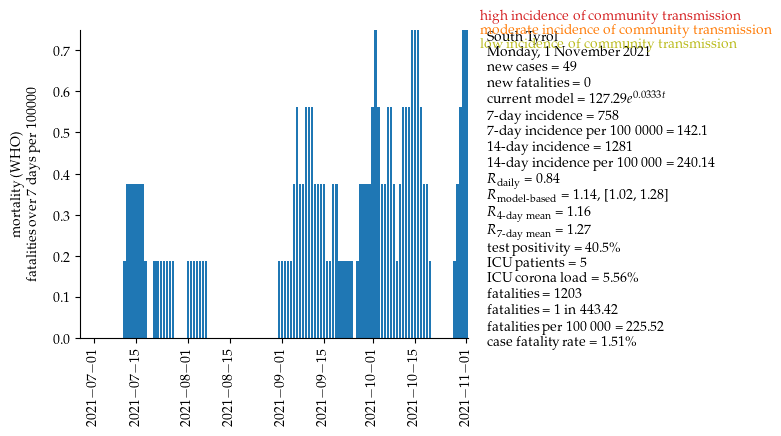 high incidence of community transmission
moderate incidence of community transmission
low incidence of community transmission
South Tyrol
Monday, 1 November 2021
new cases = 49
new fatalities = 0
current model = 127.29e^{0.0333t}
7-day incidence = 758
7-day incidence per 100 0000 = 142.1
14-day incidence = 1281
14-day incidence per 100 000 = 240.14
R_{daily} = 0.84
R_{model-based} = 1.14, [1.02, 1.28]
R_{4-day mean} = 1.16
R_{7-day mean} = 1.27
test positivity = 40.5%
ICU patients = 5
ICU corona load = 5.56%
fatalities = 1203
fatalities = 1 in 443.42
fatalities per 100 000 = 225.52
case fatality rate = 1.51%
mortality (WHO)
fatalities over 7 days per 100000
0.7
0.6
0.5
0.4
0.3
0.2
0.1
0.0
2021−07−01
2021−07−15
2021−08−01
2021−08−15
2021−09−01
2021−09−15
2021−10−01
2021−10−15
2021−11−01